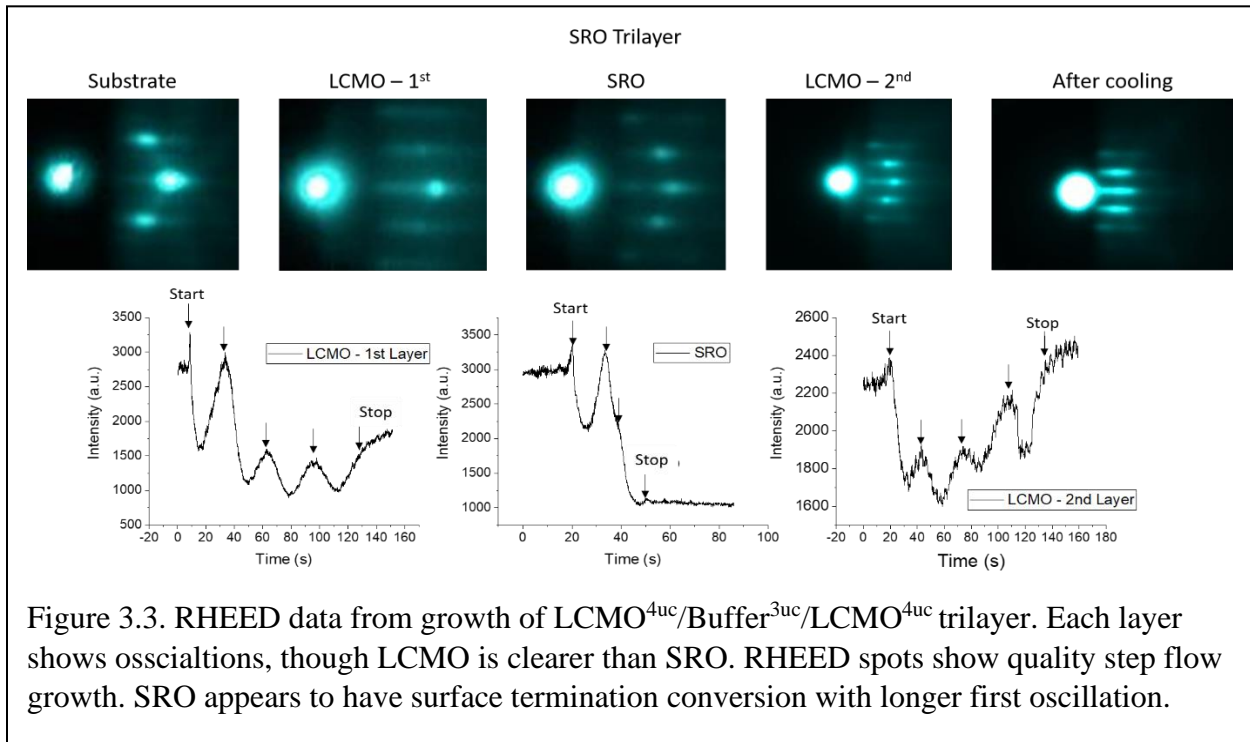 SRO Trilayer
Substrate
LCMO – 1st
SRO
LCMO – 2nd
After cooling
Start
Stop
LCMO - 1st Layer
Intensity (a.u.)
3500
3000
2500
2000
1500
1000
500
-20 0 20 40 60 80 100 120 140 160
Time (s)
Start
Stop
SRO
Intensity (a.u.)
3500
3000
2500
2000
1500
1000
0 20 40 60 80 100
Time (s)
Start
Stop
LCMO - 2nd Layer
Intensity (a.u.)
2600
2400
2200
2000
1800
1600
-20 0 20 40 60 80 100 120 140 160 180
Time (s)
Figure 3.3. RHEED data from growth of LCMO4uc/Buffer3uc/LCMO4uc trilayer. Each layer
shows osscialtions, though LCMO is clearer than SRO. RHEED spots show quality step flow
growth. SRO appears to have surface termination conversion with longer first oscillation.